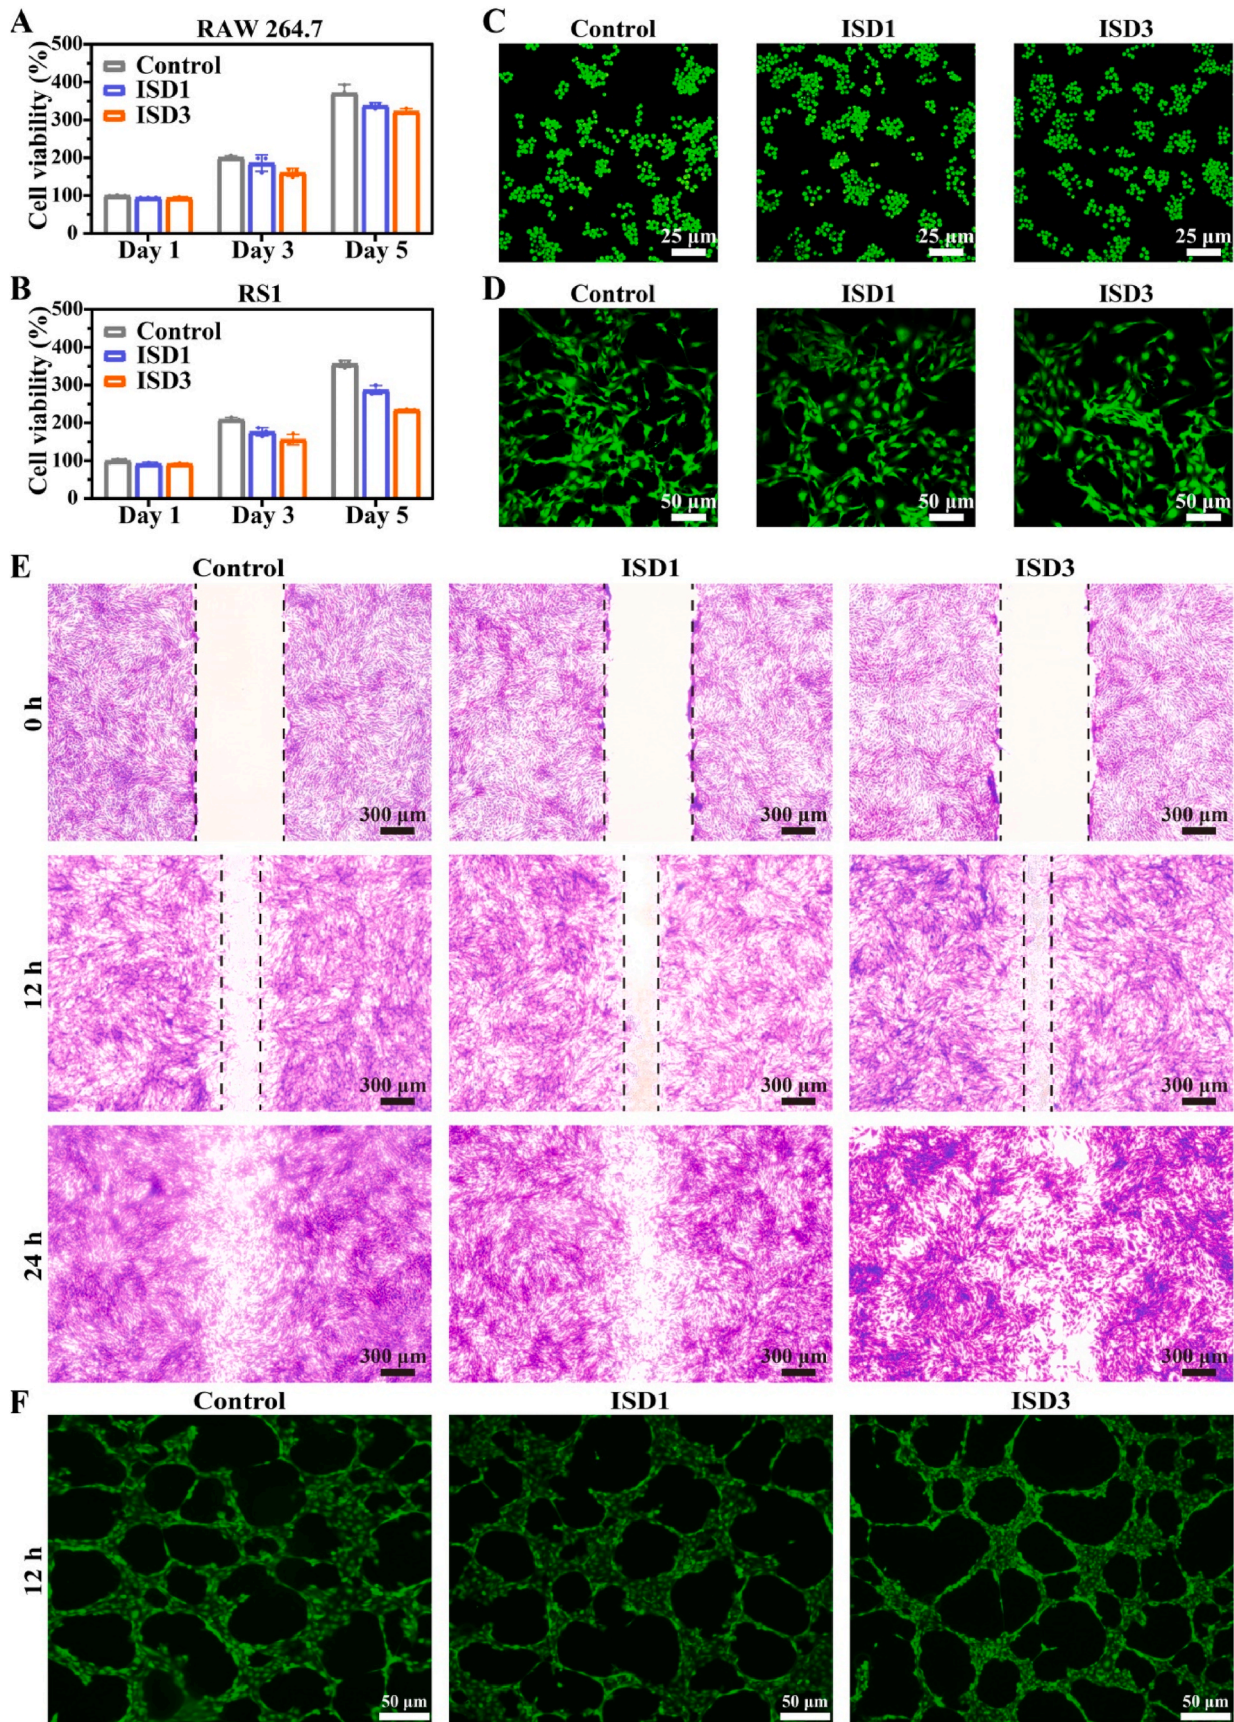 A
RAW 264.7
Cell viability (%)
500
400
300
200
100
0
Control
ISD1
ISD3
Day 1 Day 3 Day 5
B
RS1
Cell viability (%)
500
400
300
200
100
0
Control
ISD1
ISD3
Day 1 Day 3 Day 5
C
Control ISD1 ISD3
25 µm 25 µm 25 µm
D
Control ISD1 ISD3
50 µm 50 µm 50 µm
E
Control ISD1 ISD3
0 h
300 µm 300 µm 300 µm
12 h
300 µm 300 µm 300 µm
24 h
300 µm 300 µm 300 µm
F
Control ISD1 ISD3
12 h
50 µm 50 µm 50 µm